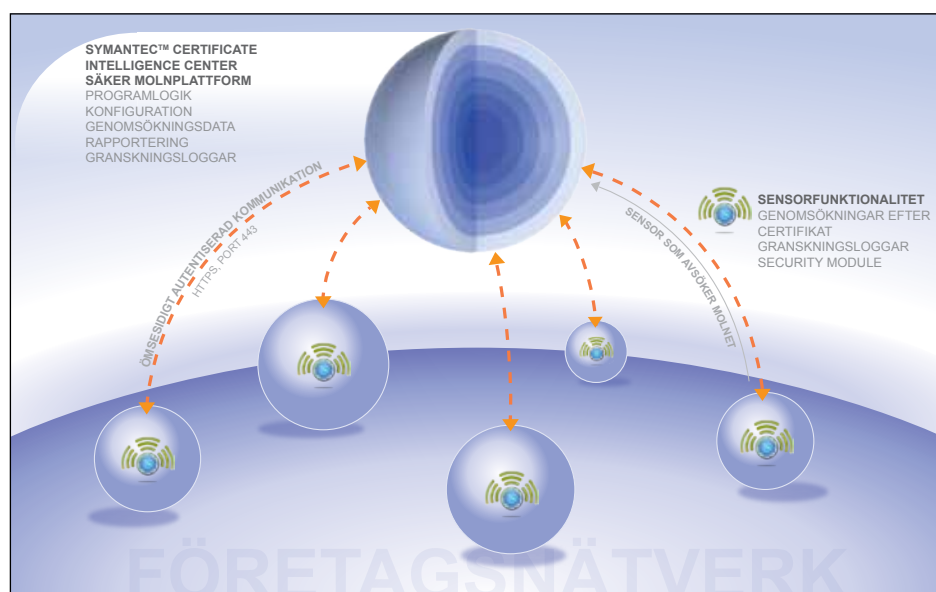 SYMANTEC™ CERTIFICATE
INTELLIGENCE CENTER
SÄKER MOLNPLATTFORM
PROGRAMLOGIK
KONFIGURATION
GENOMSÖKNINGSDATA
RAPPORTERING
GRANSKNINGSLOGGAR
ÖMSESIDIGT AUTENTISERAD KOMMUNIKATION
HTTPS, PORT 443
SENSOR SOM AVSÖKER MOLNET
SENSORFUNKTIONALITET
GENOMSÖKNINGAR EFTER
CERTIFIKAT
GRANSKNINGSLOGGAR
SECURITY MODULE
FÖRETAGSNÄTVERK